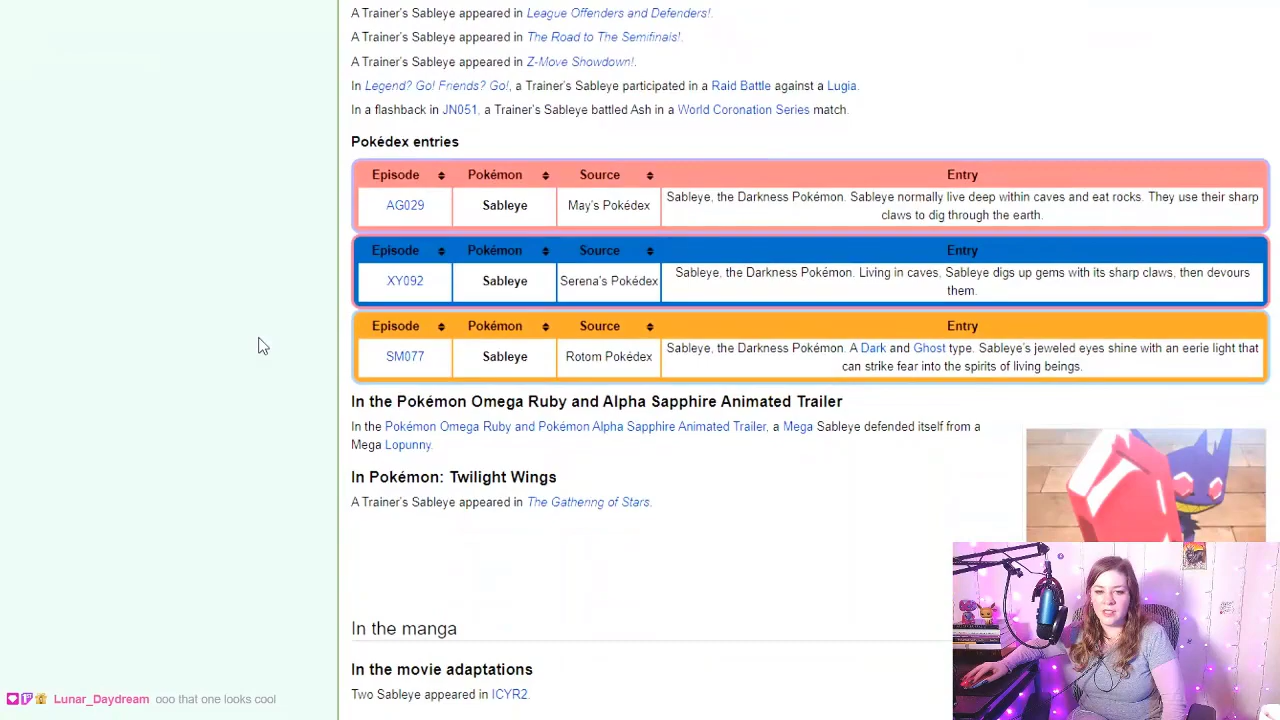 A Trainer's Sableye appeared in League Offenders and Defenders!.
A Trainer's Sableye appeared in The Road to The Semifinals!.
A Trainer's Sableye appeared in Z-Move Showdown!.
In Legend? Go! Friends? Go!, a Trainer's Sableye participated in a Raid Battle against a Lugia.
In a flashback in JN051, a Trainer's Sableye battled Ash in a World Coronation Series match.
Pokédex entries
Episode Pokémon Source Entry
AG029 Sableye May's Pokédex Sableye, the Darkness Pokémon. Sableye normally live deep within caves and eat rocks. They use their sharp
claws to dig through the earth.
Episode Pokémon Source Entry
XY092 Sableye Serena's Pokédex Sableye, the Darkness Pokémon. Living in caves, Sableye digs up gems with its sharp claws, then devours
them.
Episode Pokémon Source Entry
SM077 Sableye Rotom Pokédex Sableye, the Darkness Pokémon. A Dark and Ghost type. Sableye's jeweled eyes shine with an eerie light that
can strike fear into the spirits of living beings.
In the Pokémon Omega Ruby and Alpha Sapphire Animated Trailer
In the Pokémon Omega Ruby and Pokémon Alpha Sapphire Animated Trailer, a Mega Sableye defended itself from a
Mega Lopunny.
In Pokémon: Twilight Wings
A Trainer's Sableye appeared in The Gathering of Stars.
In the manga
In the movie adaptations
Two Sableye appeared in ICYR2.
Lunar_Daydream ooo that one looks cool